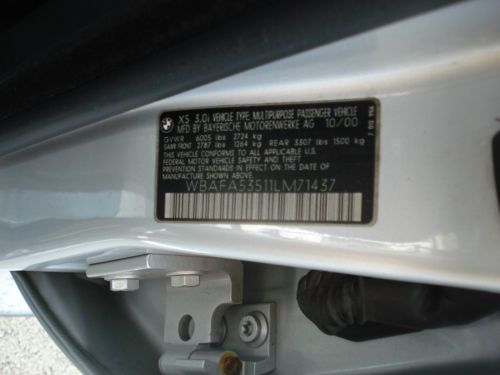 X5 3.0i VEHICLE TYPE: MULTIPURPOSE PASSENGER VEHICLE
MFD BY BAYERISCHE MOTORENWERKE AG 10/00
GVWR 6005 lbs 2724 kg
GAWR FRONT 2787 lbs 1264 kg REAR 3307 lbs 1500 kg
THIS VEHICLE CONFORMS TO ALL APPLICABLE FEDERAL
MOTOR VEHICLE SAFETY, BUMPER, AND THEFT
PREVENTION STANDARDS IN EFFECT ON THE DATE OF
MANUFACTURE SHOWN ABOVE
WBAFA53511LM71437